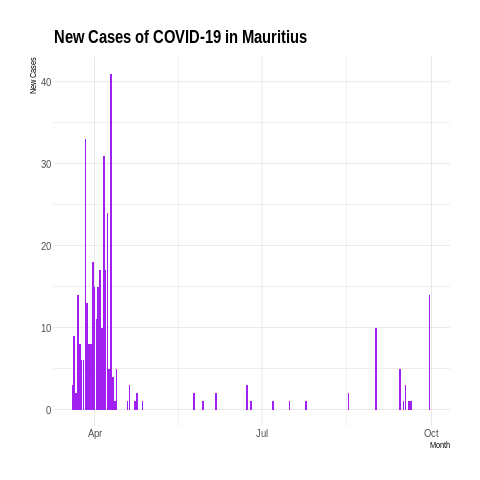 New Cases of COVID-19 in Mauritius
New Cases
40
30
20
10
0
Apr
Jul
Oct
Month